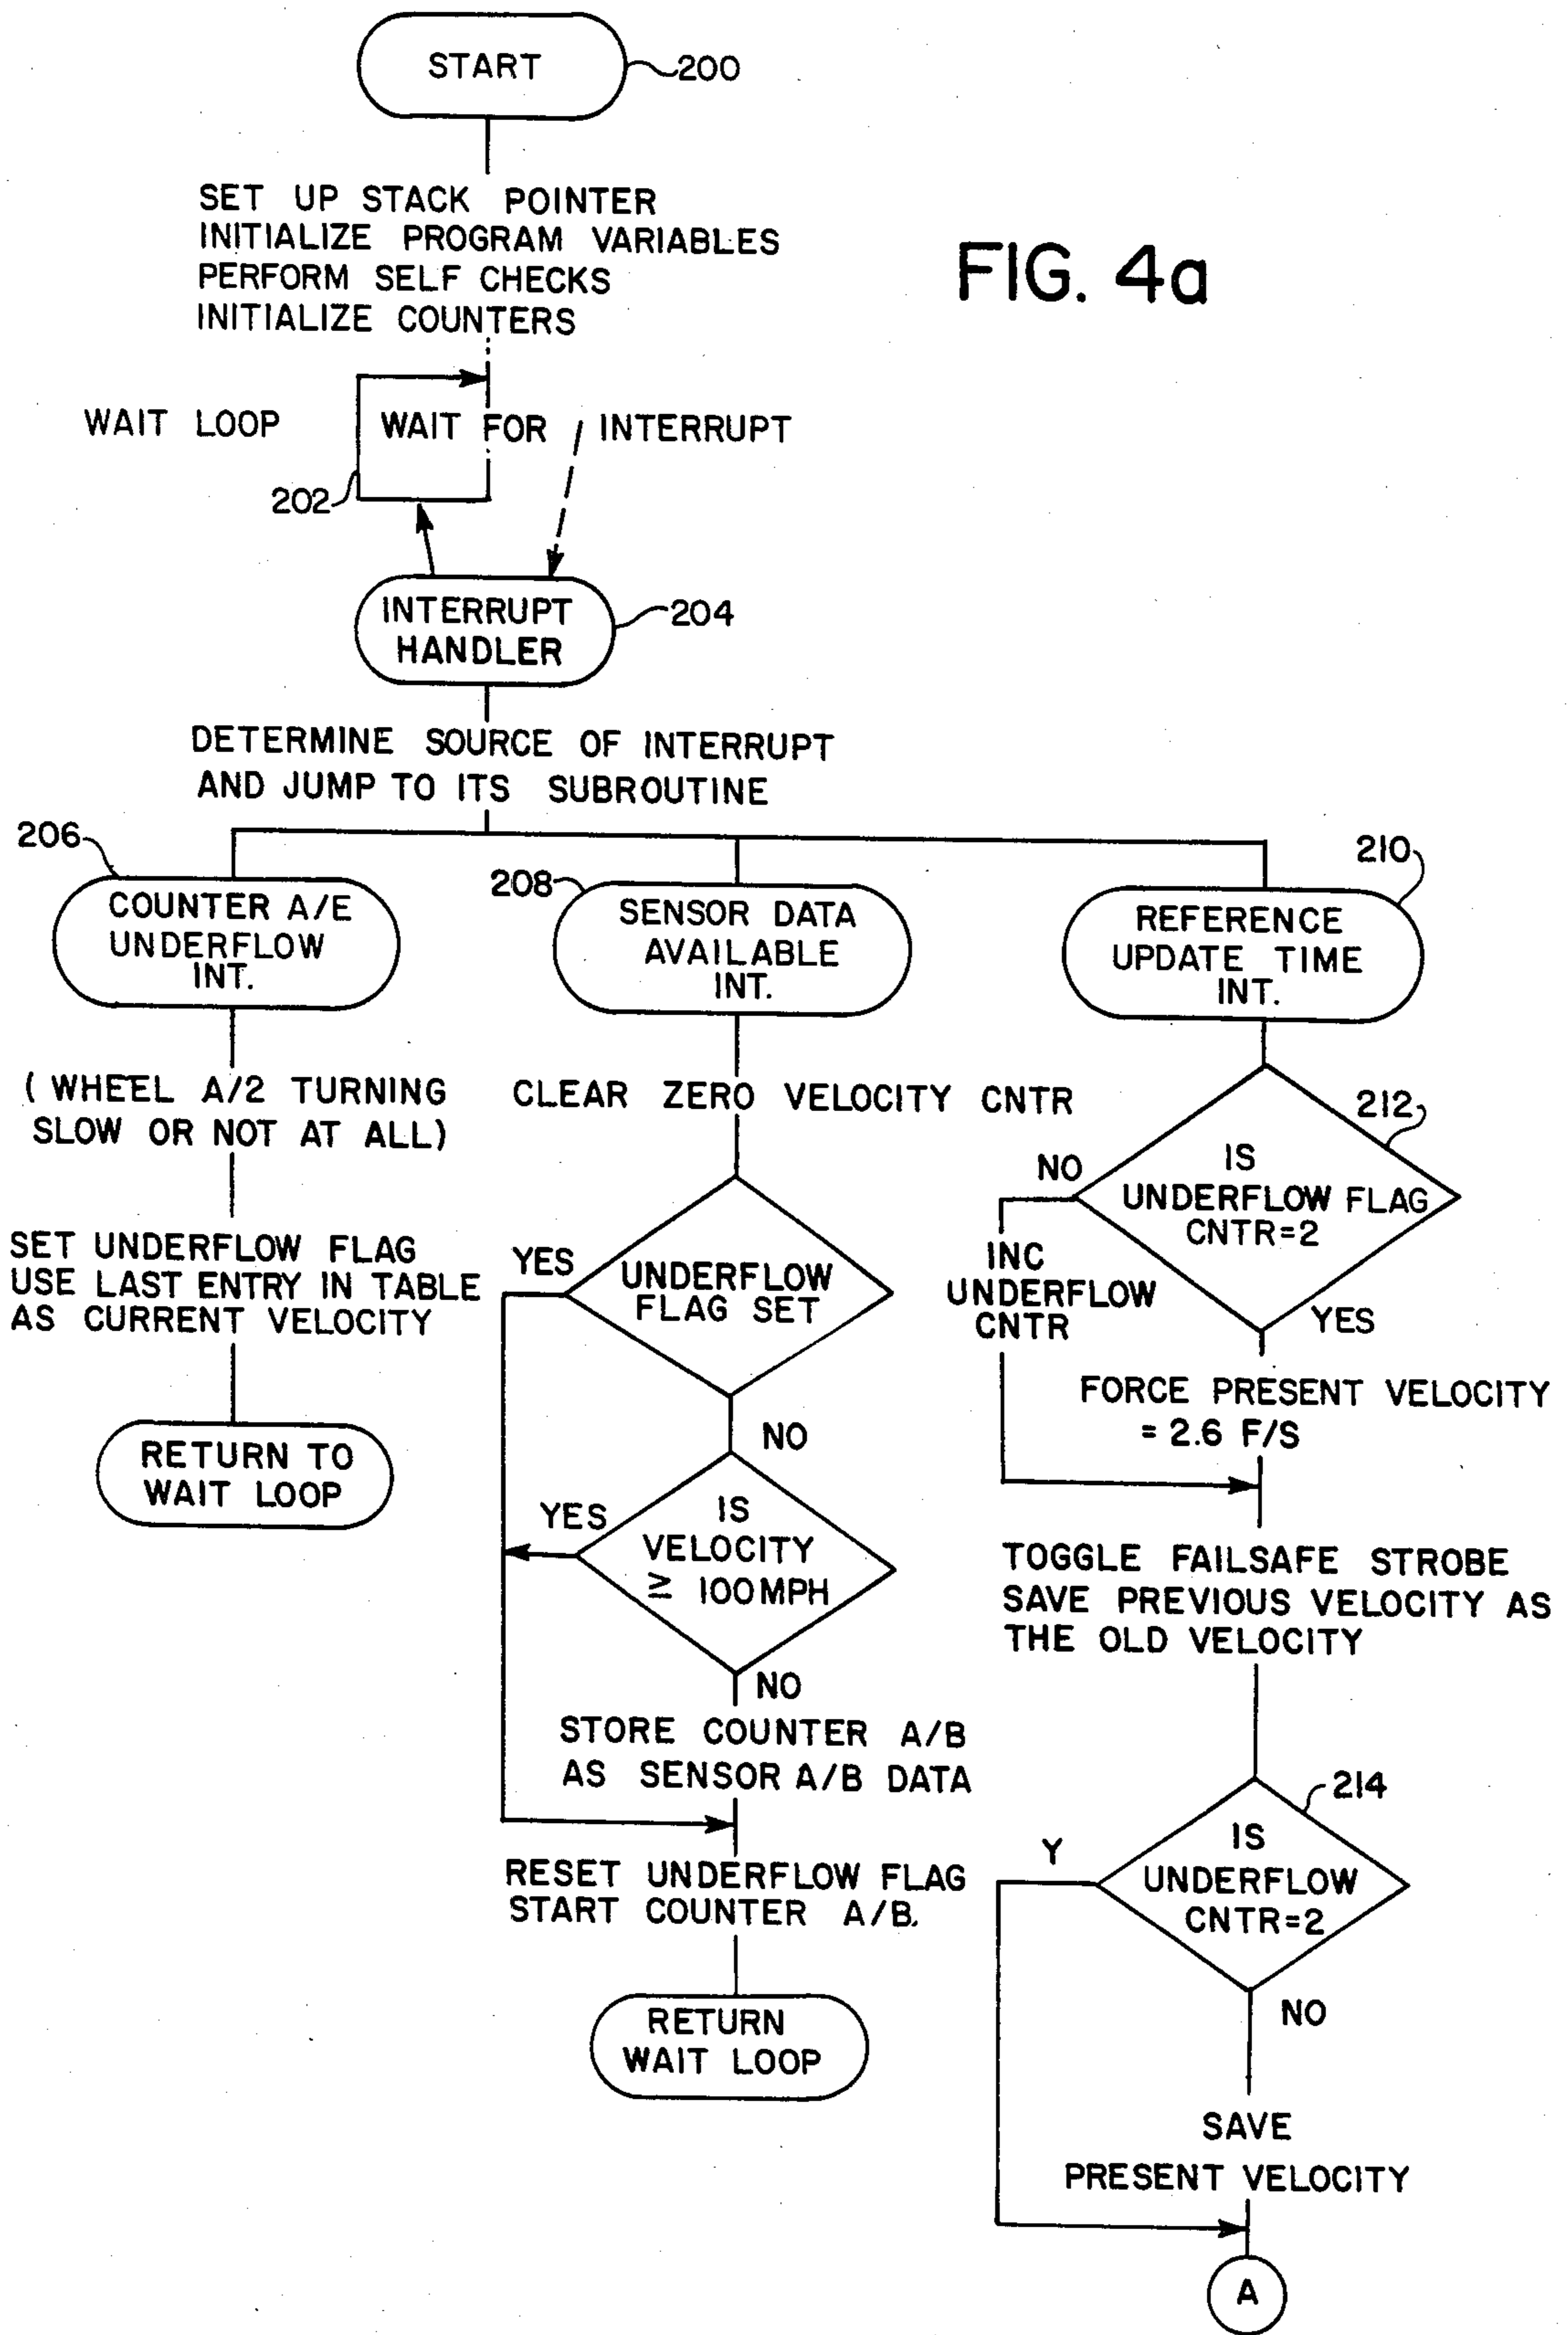 START
200
SET UP STACK POINTER
INITIALIZE PROGRAM VARIABLES
PERFORM SELF CHECKS
INITIALIZE COUNTERS
FIG. 4a
WAIT LOOP
WAIT FOR INTERRUPT
202
INTERRUPT
HANDLER
204
DETERMINE SOURCE OF INTERRUPT
AND JUMP TO ITS SUBROUTINE
206
COUNTER A/E
UNDERFLOW
INT.
(WHEEL A/2 TURNING
SLOW OR NOT AT ALL)
SET UNDERFLOW FLAG
USE LAST ENTRY IN TABLE
AS CURRENT VELOCITY
RETURN TO
WAIT LOOP
208
SENSOR DATA
AVAILABLE
INT.
CLEAR ZERO VELOCITY CNTR
YES
UNDERFLOW
FLAG SET
NO
YES
IS
VELOCITY
≥ 100MPH
NO
STORE COUNTER A/B
AS SENSOR A/B DATA
RESET UNDERFLOW FLAG
START COUNTER A/B.
RETURN
WAIT LOOP
210
REFERENCE
UPDATE TIME
INT.
212
NO
IS
UNDERFLOW FLAG
CNTR=2
INC
UNDERFLOW
CNTR
YES
FORCE PRESENT VELOCITY
= 2.6 F/S
TOGGLE FAILSAFE STROBE
SAVE PREVIOUS VELOCITY AS
THE OLD VELOCITY
214
Y
IS
UNDERFLOW
CNTR=2
NO
SAVE
PRESENT VELOCITY
A